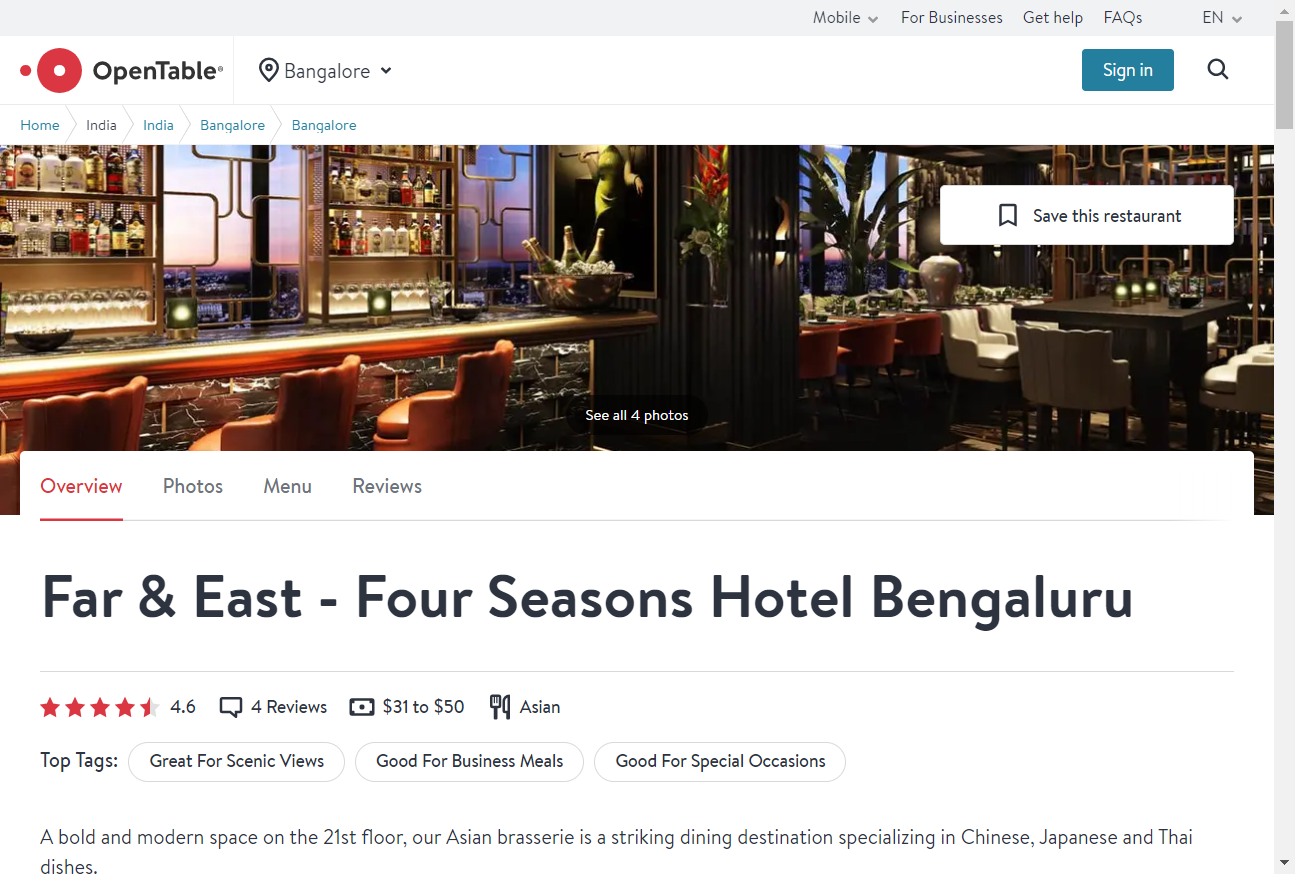 Mobile For Businesses Get help FAQs EN
OpenTable® Bangalore Sign in
Home India India Bangalore Bangalore
Save this restaurant
See all 4 photos
Overview Photos Menu Reviews
Far & East - Four Seasons Hotel Bengaluru
4.6 4 Reviews $31 to $50 Asian
Top Tags: Great For Scenic Views Good For Business Meals Good For Special Occasions
A bold and modern space on the 21st floor, our Asian brasserie is a striking dining destination specializing in Chinese, Japanese and Thai
dishes.